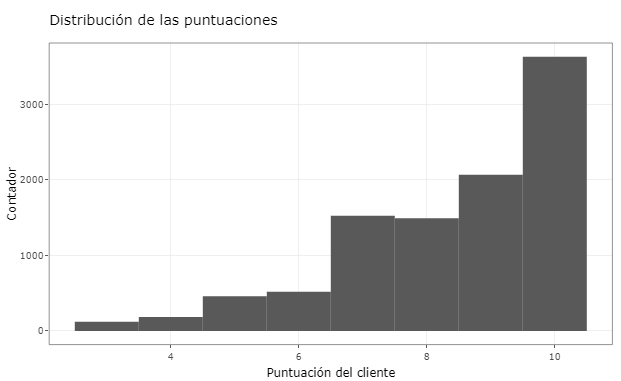 Distribución de las puntuaciones
Contador
3000
2000
1000
0
4 6 8 10
Puntuación del cliente